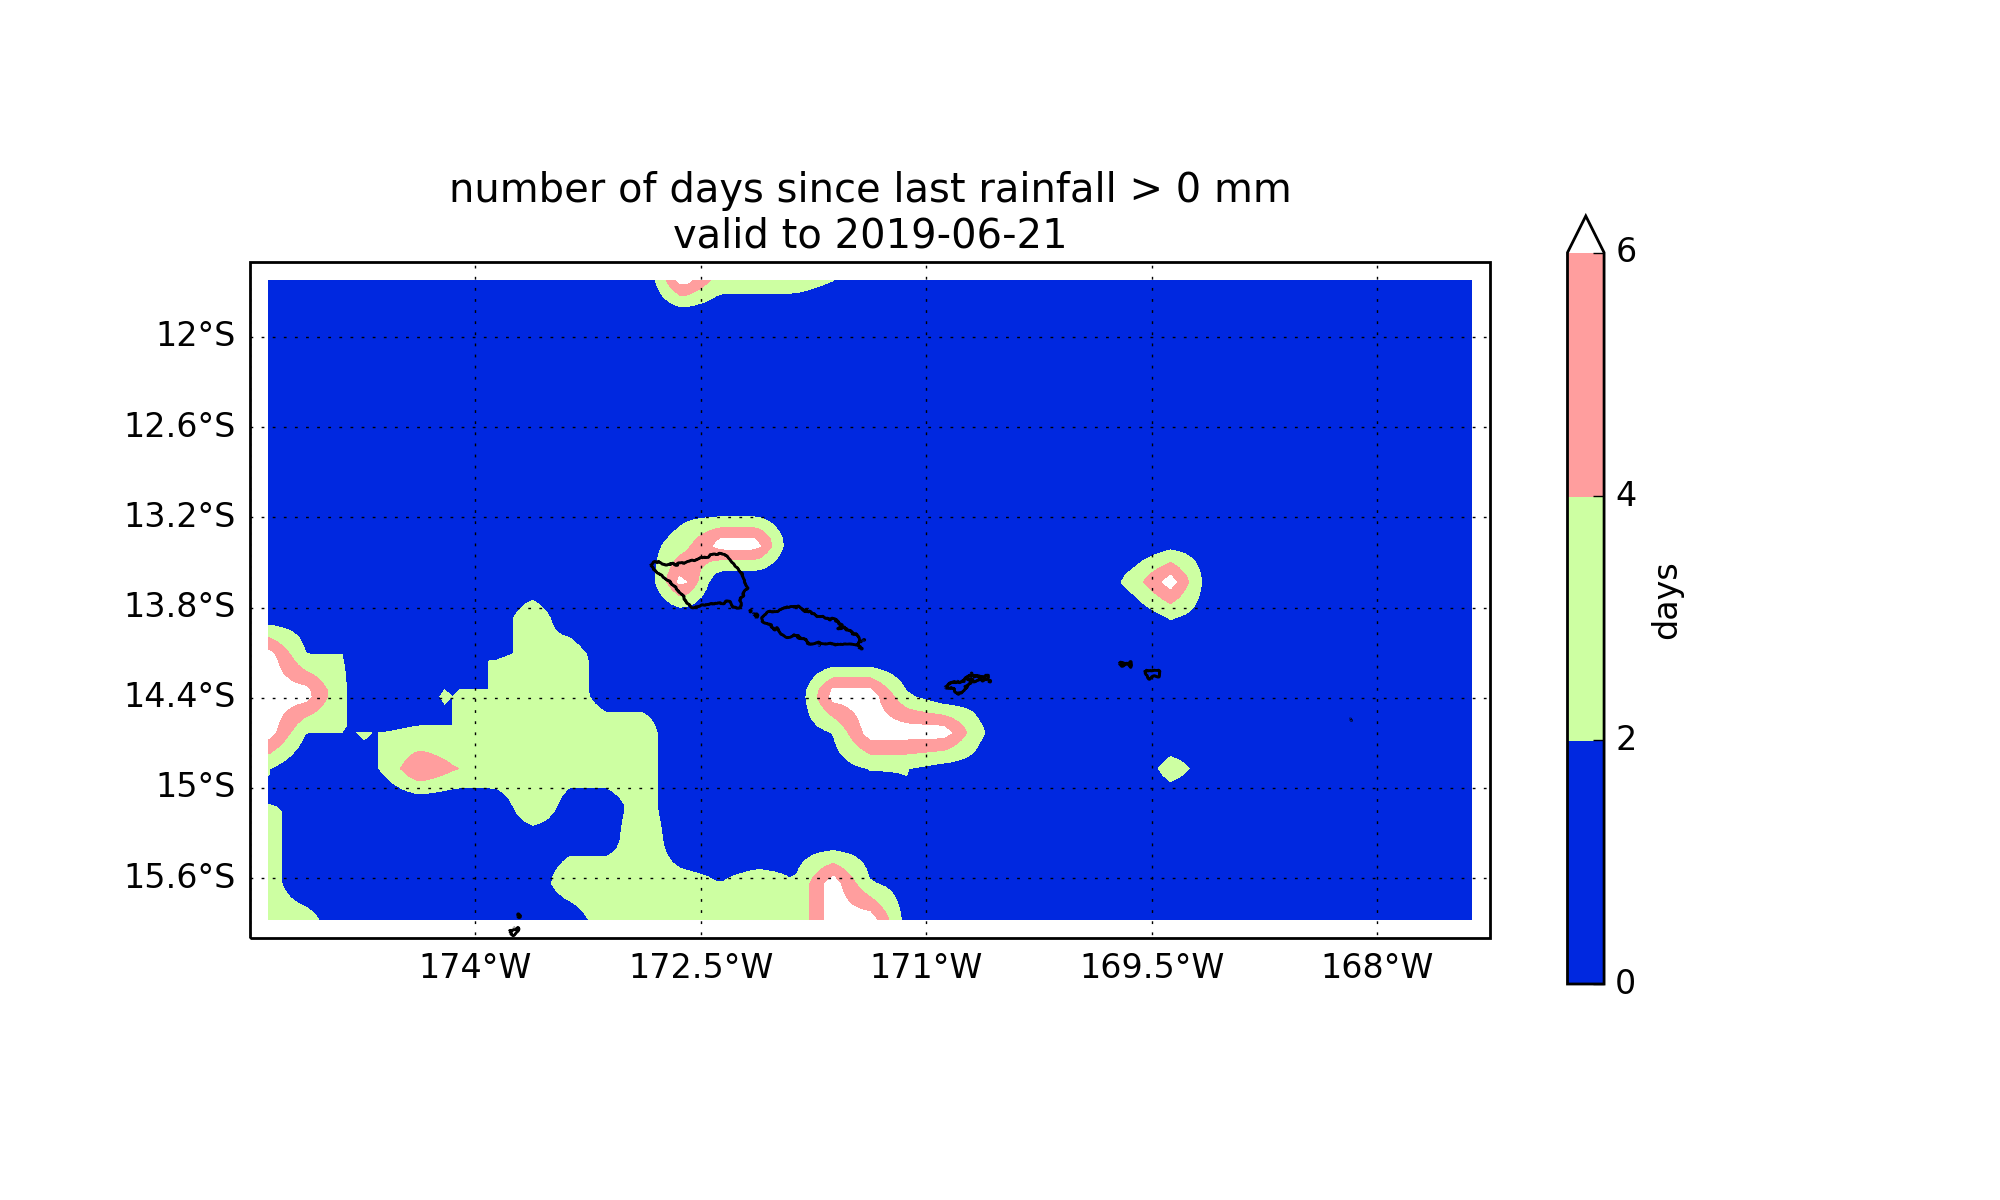 number of days since last rainfall > 0 mm
valid to 2019-06-21
12°S
12.6°S
13.2°S
13.8°S
14.4°S
15°S
15.6°S
174°W
172.5°W
171°W
169.5°W
168°W
6
4
2
0
days